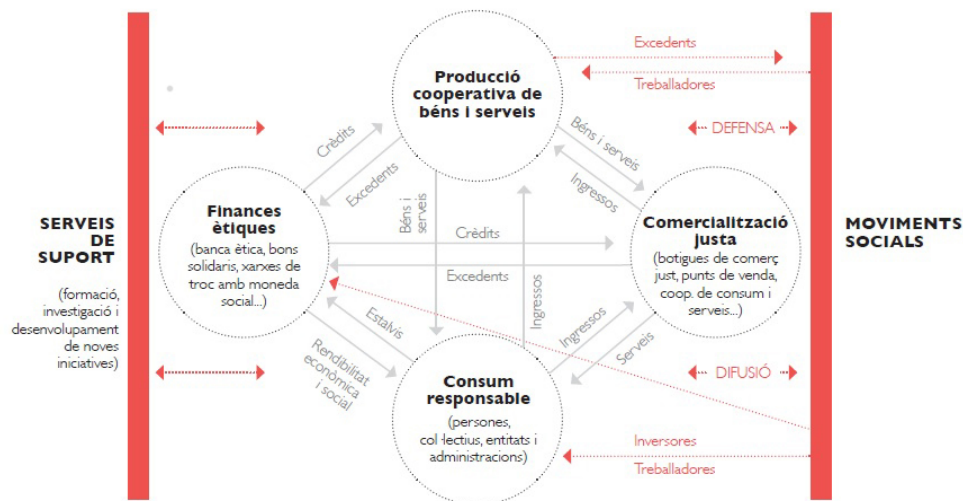 Excedents
Treballadores
Producció
cooperativa de
béns i serveis
DEFENSA
Crèdits
Excedents
Béns i serveis
Ingressos
SERVEIS
DE
SUPORT
(formació,
investigació i
desenvolupament
de noves
iniciatives)
Finances
ètiques
(banca ètica, bons
solidaris, xarxes de
troc amb moneda
social...)
Béns i
serveis
Crèdits
Excedents
Ingressos
Comercialització
justa
(botigues de comerç
just, punts de venda,
coop. de consum i
serveis...)
MOVIMENTS
SOCIALS
Estalvis
Rendibilitat
econòmica
i social
Ingressos
Serveis
Consum
responsable
(persones,
col·lectius, entitats i
administracions)
DIFUSIÓ
Inversores
Treballadores